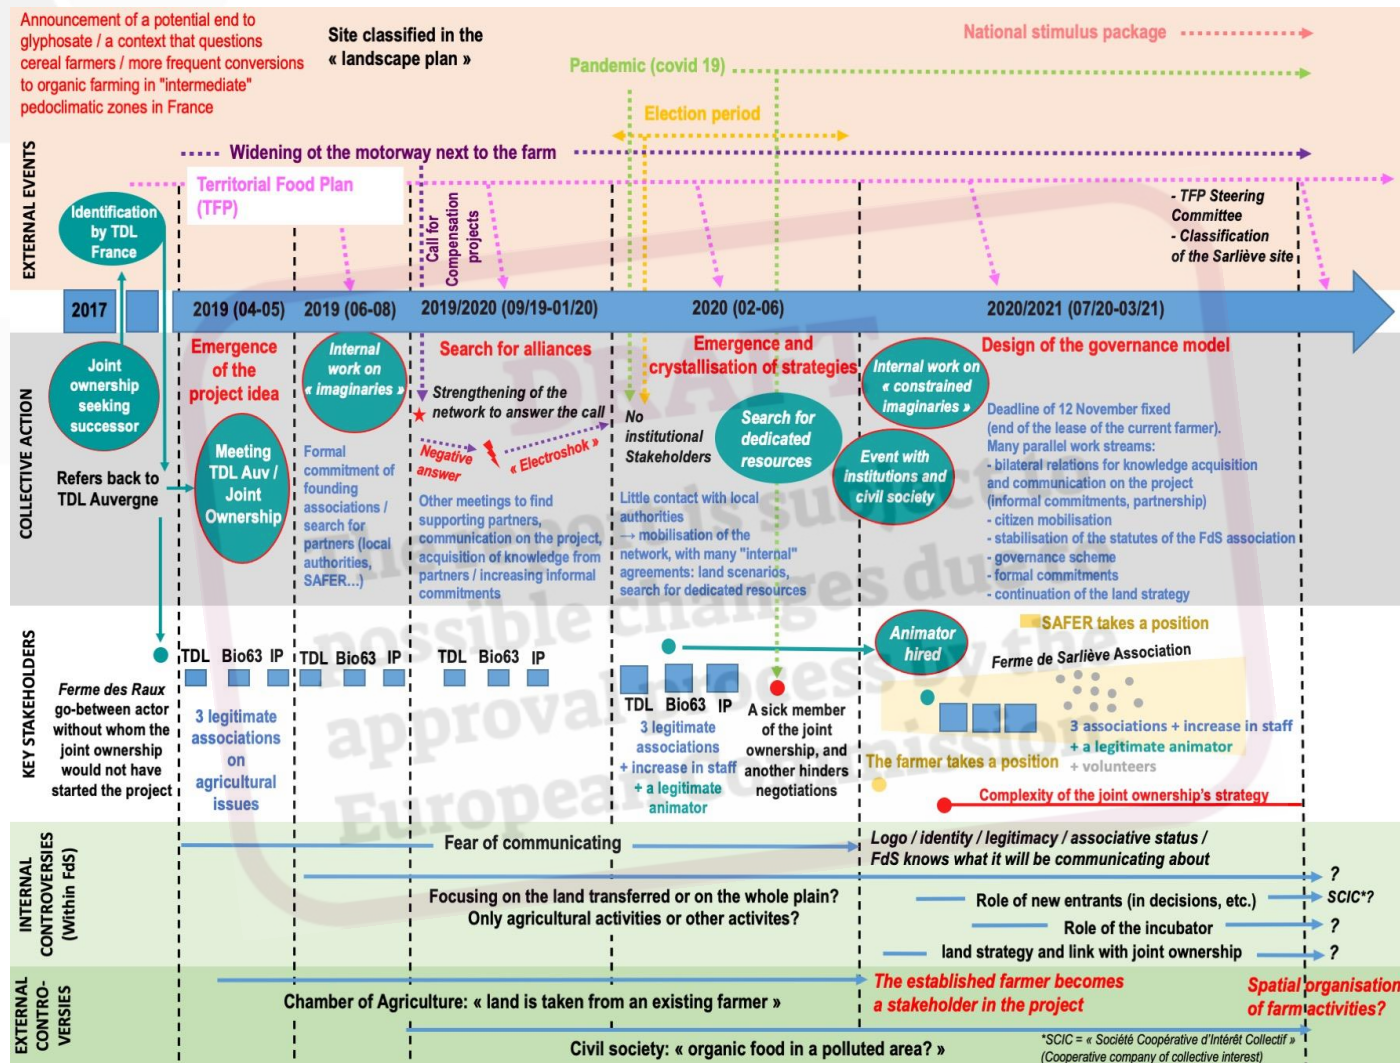 Announcement of a potential end to
glyphosate / a context that questions
cereal farmers / more frequent conversions
to organic farming in "intermediate"
pedoclimatic zones in France
Site classified in the
« landscape plan »
National stimulus package
Pandemic (covid 19)
Election period
Widening ot the motorway next to the farm
Territorial Food Plan
(TFP)
EXTERNAL EVENTS
Identification
by TDL
France
Call for
Compensation
projects
- TFP Steering
Committee
- Classification
of the Sarliève site
2017
2019 (04-05)
2019 (06-08)
2019/2020 (09/19-01/20)
2020 (02-06)
2020/2021 (07/20-03/21)
COLLECTIVE ACTION
Joint
ownership
seeking
successor
Refers back to
TDL Auvergne
Emergence
of the
project idea
Meeting
TDL Auv /
Joint
Ownership
Internal
work on
« imaginaries »
Formal
commitment of
founding
associations /
search for
partners (local
authorities,
SAFER...)
Search for alliances
Strengthening of the
network to answer the call
Negative
answer
« Electroshok »
Other meetings to find
supporting partners,
communication on the project,
acquisition of knowledge from
partners / increasing informal
commitments
Emergence and
crystallisation of strategies
No
institutional
Stakeholders
Search for
dedicated
resources
Little contact with local
authorities
→ mobilisation of the
network, with many "internal"
agreements: land scenarios,
search for dedicated resources
Design of the governance model
Internal work on
« constrained
imaginaries »
Event with
institutions and
civil society
Deadline of 12 November fixed
(end of the lease of the current farmer).
Many parallel work streams:
- bilateral relations for knowledge acquisition
and communication on the project
(informal commitments, partnership)
- citizen mobilisation
- stabilisation of the statutes of the FdS association
- governance scheme
- formal commitments
- continuation of the land strategy
KEY STAKEHOLDERS
Ferme des Raux
go-between actor
without whom the
joint ownership
would not have
started the project
TDL Bio63 IP
3 legitimate
associations
on
agricultural
issues
TDL Bio63 IP
TDL Bio63 IP
TDL Bio63 IP
3 legitimate
associations
+ increase in staff
+ a legitimate
animator
A sick member
of the joint
ownership, and
another hinders
negotiations
Animator
hired
SAFER takes a position
Ferme de Sarliève Association
3 associations + increase in staff
+ a legitimate animator
+ volunteers
The farmer takes a position
Complexity of the joint ownership's strategy
INTERNAL
CONTROVERSIES
(Within FdS)
Fear of communicating
Logo / identity / legitimacy / associative status /
FdS knows what it will be communicating about
?
Focusing on the land transferred or on the whole plain?
Only agricultural activities or other activites?
Role of new entrants (in decisions, etc.)
SCIC*?
Role of the incubator
?
land strategy and link with joint ownership
?
EXTERNAL
CONTRO-
VERSIES
Chamber of Agriculture: « land is taken from an existing farmer »
The established farmer becomes
a stakeholder in the project
Spatial organisation
of farm activities?
Civil society: « organic food in a polluted area? »
*SCIC = « Société Coopérative d'Intérêt Collectif »
(Cooperative company of collective interest)
DRAFT
The report is subject to
possible changes due to
approval process by the
European Commission